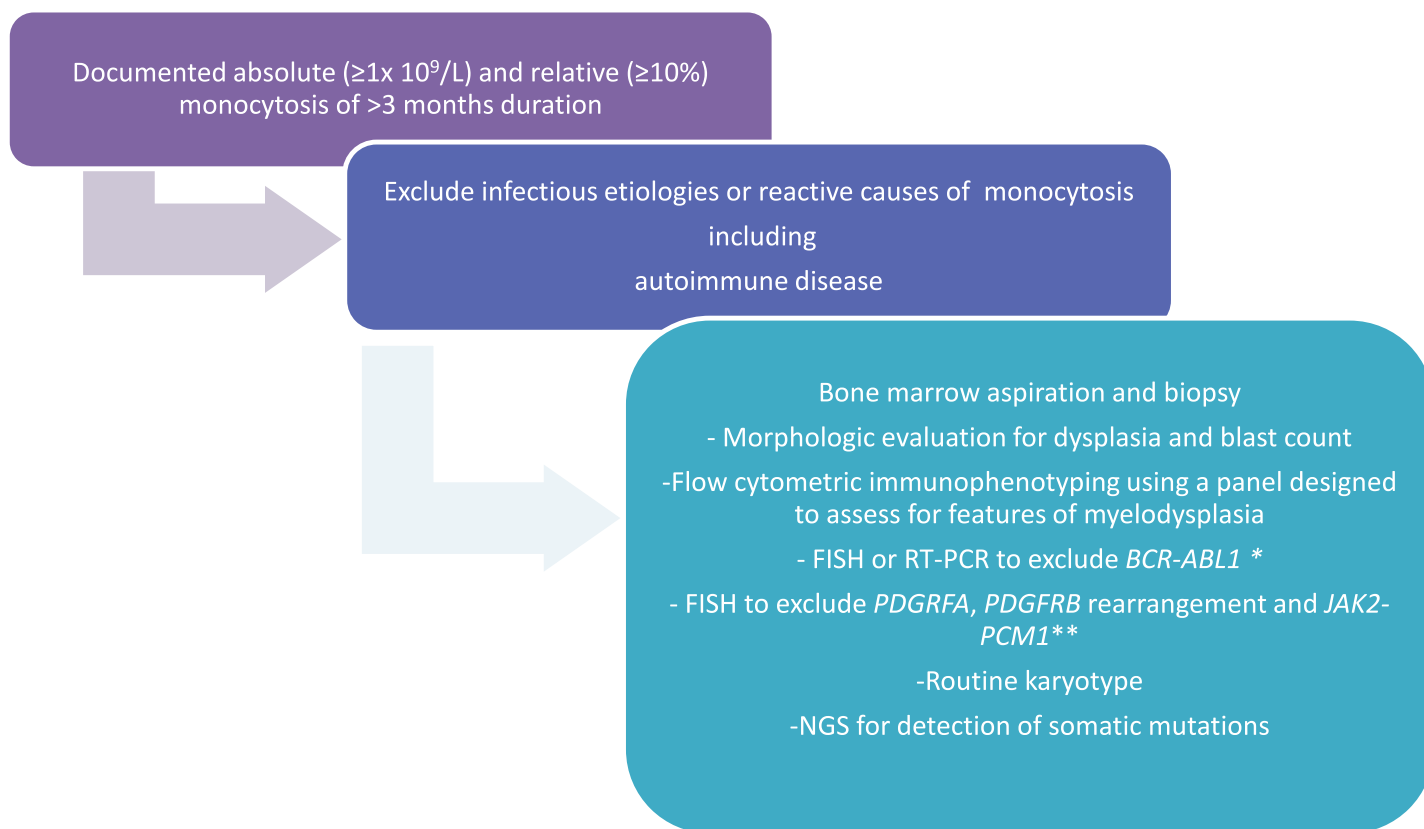 Documented absolute (≥1x 10⁹/L) and relative (≥10%)
monocytosis of >3 months duration
Exclude infectious etiologies or reactive causes of  monocytosis
including
autoimmune disease
Bone marrow aspiration and biopsy
- Morphologic evaluation for dysplasia and blast count
-Flow cytometric immunophenotyping using a panel designed
to assess for features of myelodysplasia
- FISH or RT-PCR to exclude BCR-ABL1 *
- FISH to exclude PDGRFA, PDGFRB rearrangement and JAK2-
PCM1**
-Routine karyotype
-NGS for detection of somatic mutations